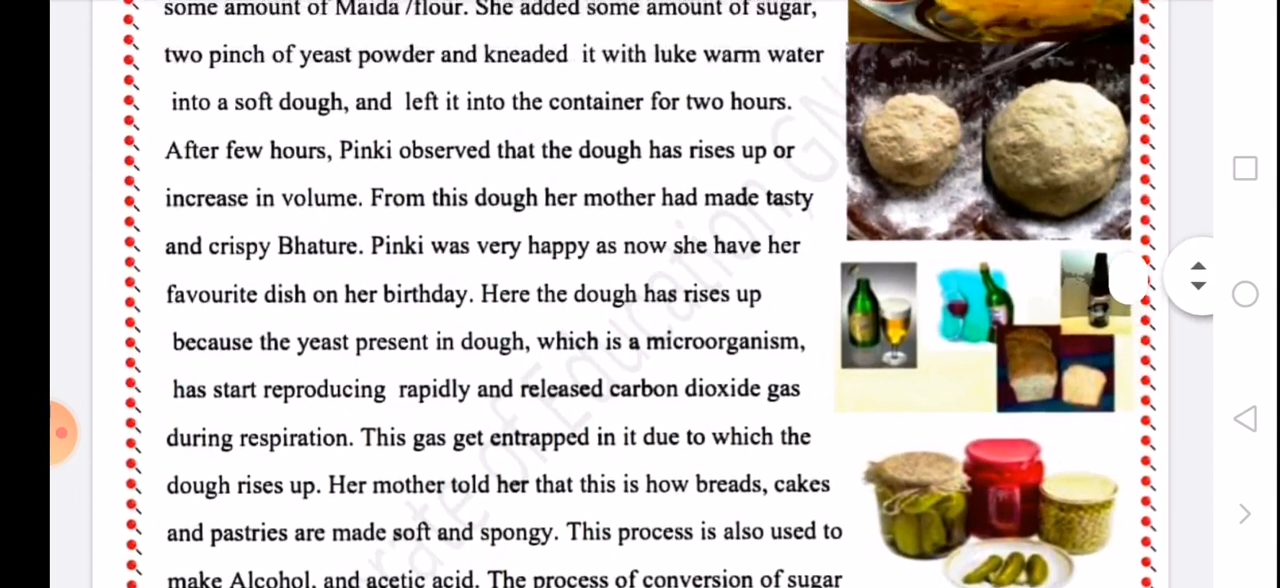 some amount of Maida /flour. She added some amount of sugar,
two pinch of yeast powder and kneaded it with luke warm water
into a soft dough, and left it into the container for two hours.
After few hours, Pinki observed that the dough has rises up or
increase in volume. From this dough her mother had made tasty
and crispy Bhature. Pinki was very happy as now she have her
favourite dish on her birthday. Here the dough has rises up
because the yeast present in dough, which is a microorganism,
has start reproducing rapidly and released carbon dioxide gas
during respiration. This gas get entrapped in it due to which the
dough rises up. Her mother told her that this is how breads, cakes
and pastries are made soft and spongy. This process is also used to
make Alcohol, and acetic acid. The process of conversion of sugar